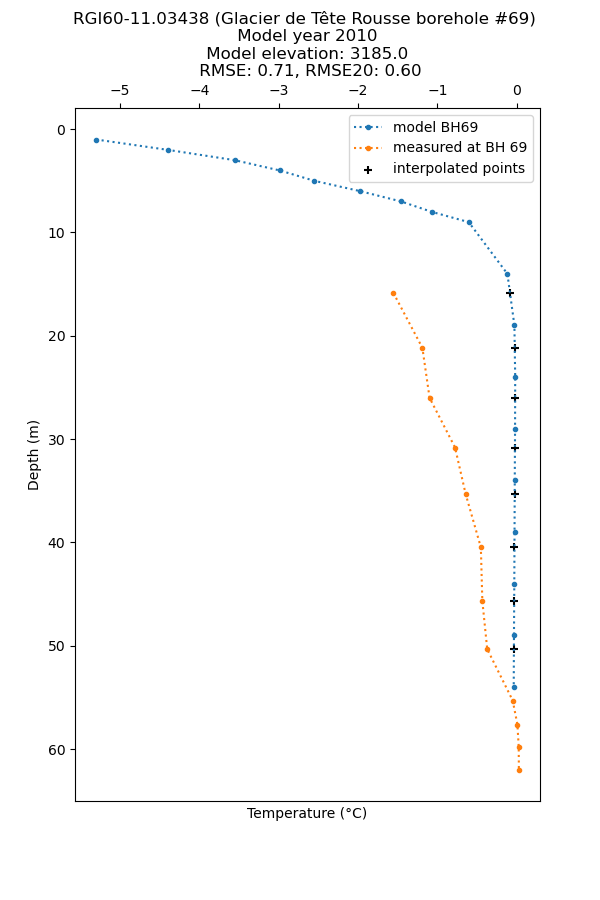 RGI60-11.03438 (Glacier de Tête Rousse borehole #69)
Model year 2010
Model elevation: 3185.0
RMSE: 0.71, RMSE20: 0.60
−5 −4 −3 −2 −1 0
model BH69
measured at BH 69
interpolated points
0
10
20
30
40
50
60
Depth (m)
Temperature (°C)